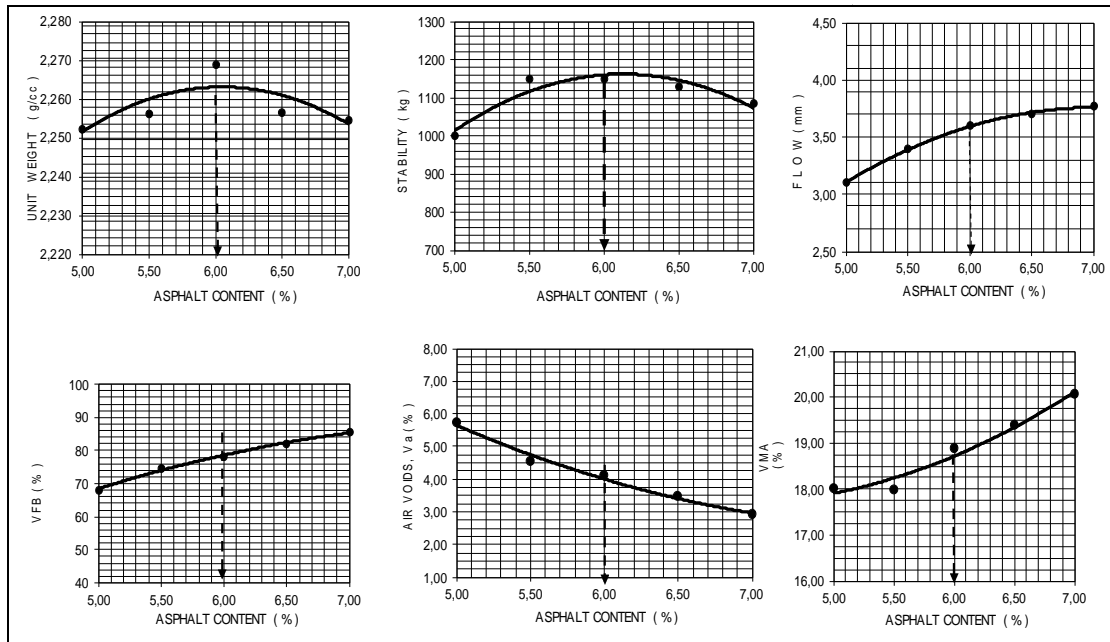 UNIT WEIGHT (g/cc)
2,280
2,270
2,260
2,250
2,240
2,230
2,220
5,00 5,50 6,00 6,50 7,00
ASPHALT CONTENT (%)
STABILITY (kg)
1300
1200
1100
1000
900
800
700
5,00 5,50 6,00 6,50 7,00
ASPHALT CONTENT (%)
FLOW (mm)
4,50
3,50
3,00
2,50
5,00 5,50 6,00 6,50 7,00
ASPHALT CONTENT (%)
VFB (%)
100
90
80
70
60
50
40
5,00 5,50 6,00 6,50 7,00
ASPHALT CONTENT (%)
AIR VOIDS, Va (%)
8,00
7,00
6,00
5,00
4,00
3,00
2,00
1,00
5,00 5,50 6,00 6,50 7,00
ASPHALT CONTENT (%)
VMA
(%)
21,00
20,00
19,00
18,00
17,00
16,00
5,00 5,50 6,00 6,50 7,00
ASPHALT CONTENT (%)